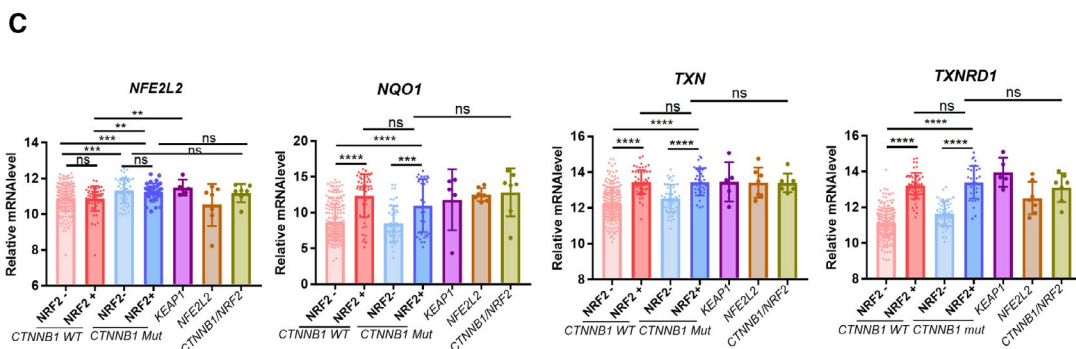 C
NFE2L2
**
**
***
***
ns
ns
ns
ns
14
12
10
8
6
Relative mRNAlevel
NRF2 -
NRF2 +
NRF2-
NRF2+
KEAP1
NFE2L2
CTNNB1/NRF2
CTNNB1 WT
CTNNB1 Mut
NQO1
ns
ns
****
****
***
20
15
10
5
0
Relative mRNAlevel
NRF2 -
NRF2 +
NRF2-
NRF2+
KEAP1
NFE2L2
CTNNB1/NRF2
CTNNB1 WT
CTNNB1 Mut
TXN
ns
ns
****
****
****
16
14
12
10
8
Relative mRNAlevel
NRF2 -
NRF2 +
NRF2-
NRF2+
KEAP1
NFE2L2
CTNNB1/NRF2
CTNNB1 WT
CTNNB1 Mut
TXNRD1
ns
ns
****
****
****
16
14
12
10
8
Relative mRNAlevel
NRF2 -
NRF2 +
NRF2-
NRF2+
KEAP1
NFE2L2
CTNNB1/NRF2
CTNNB1 WT
CTNNB1 mut